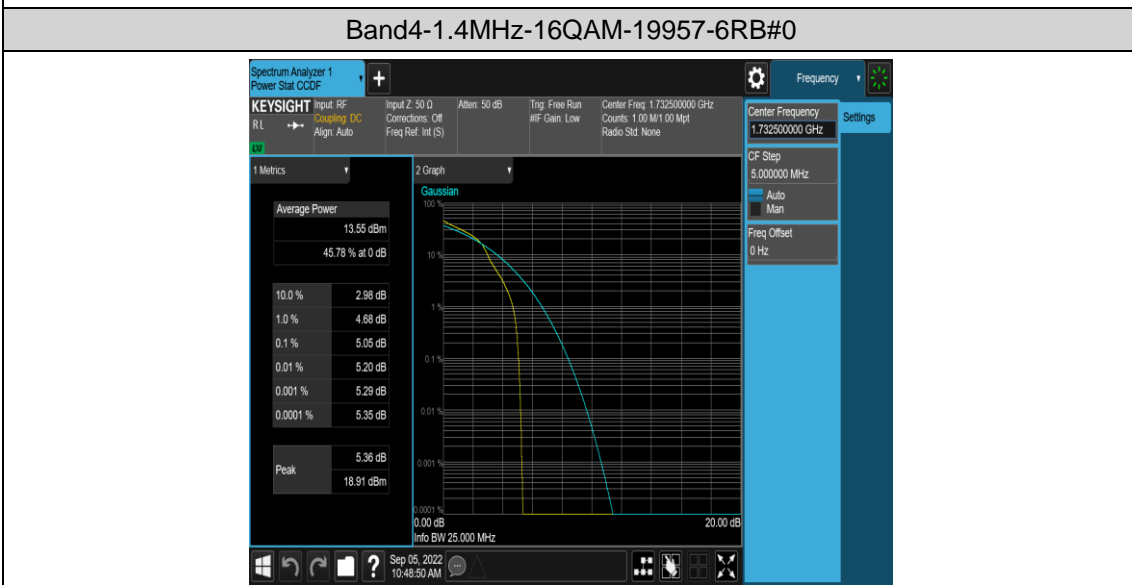 Band4-1.4MHz-16QAM-19957-6RB#0
Spectrum Analyzer 1
Power Stat CCDF
Frequency
KEYSIGHT
RL
LXI
Input: RF
Coupling: DC
Align: Auto
Input Z: 50 Ω
Corrections: Off
Freq Ref: Int (S)
Atten: 50 dB
Trig: Free Run
#IF Gain: Low
Center Freq: 1.732500000 GHz
Counts: 1.00 M/1.00 Mpt
Radio Std: None
Center Frequency
1.732500000 GHz
Settings
CF Step
5.000000 MHz
Auto
Man
Freq Offset
0 Hz
1 Metrics
Average Power
13.55 dBm
45.78 % at 0 dB
10.0 % 2.98 dB
1.0 % 4.68 dB
0.1 % 5.05 dB
0.01 % 5.20 dB
0.001 % 5.29 dB
0.0001 % 5.35 dB
Peak
5.36 dB
18.91 dBm
2 Graph
Gaussian
100 %
10 %
1 %
0.1 %
0.01 %
0.001 %
0.0001 %
0.00 dB 20.00 dB
Info BW 25.000 MHz
?
Sep 05, 2022
10:48:50 AM